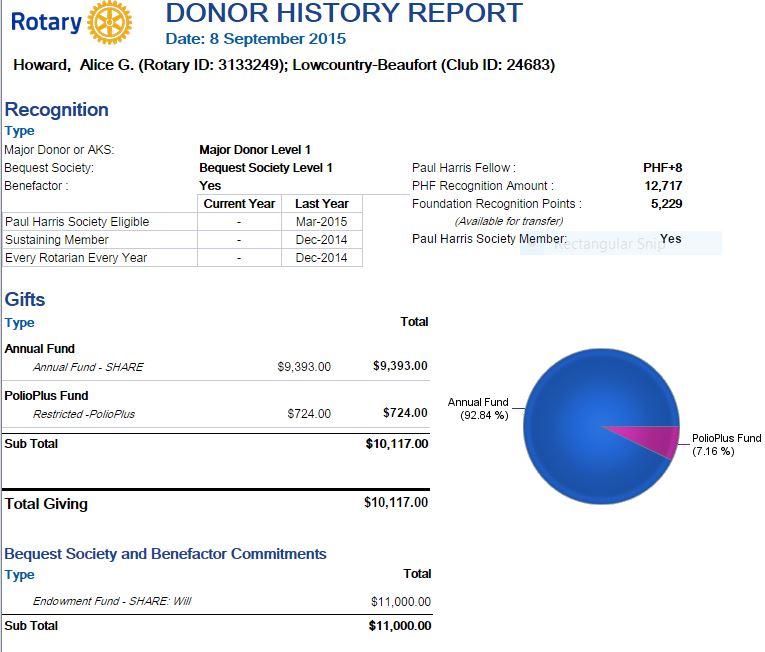 Rotary
DONOR HISTORY REPORT
Date: 8 September 2015
Howard, Alice G. (Rotary ID: 3133249); Lowcountry-Beaufort (Club ID: 24683)
Recognition
Type
Major Donor or AKS: Major Donor Level 1
Bequest Society: Bequest Society Level 1
Benefactor : Yes
Current Year Last Year
Paul Harris Society Eligible - Mar-2015
Sustaining Member - Dec-2014
Every Rotarian Every Year - Dec-2014
Paul Harris Fellow : PHF+8
PHF Recognition Amount : 12,717
Foundation Recognition Points : 5,229
(Available for transfer)
Paul Harris Society Member: Yes
Rectangular Snip
Gifts
Type Total
Annual Fund
Annual Fund - SHARE $9,393.00 $9,393.00
PolioPlus Fund
Restricted -PolioPlus $724.00 $724.00
Sub Total $10,117.00
Total Giving $10,117.00
Annual Fund
(92.84 %)
PolioPlus Fund
(7.16 %)
Bequest Society and Benefactor Commitments
Type Total
Endowment Fund - SHARE: Will $11,000.00
Sub Total $11,000.00